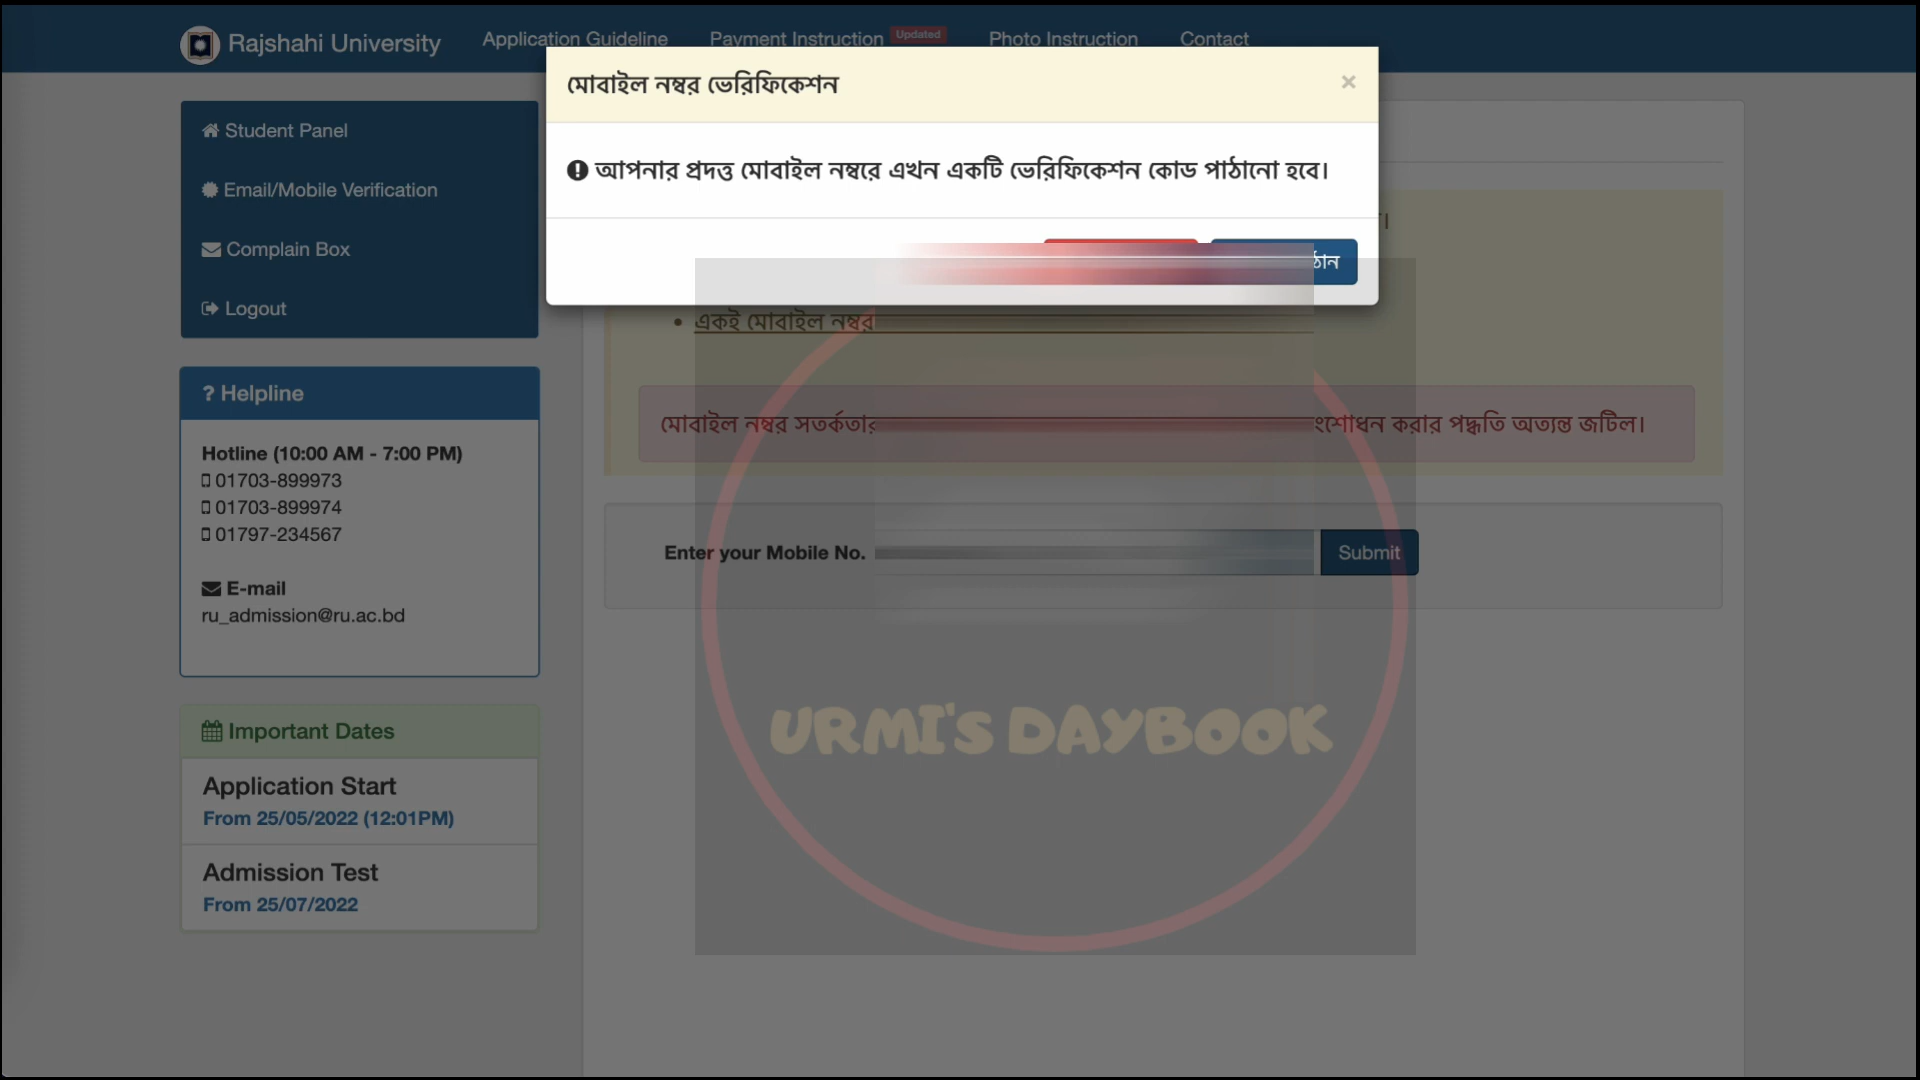 Rajshahi University
Application Guideline
Payment Instruction Updated
Photo Instruction
Contact
মোবাইল নম্বর ভেরিফিকেশন
×
আপনার প্রদত্ত মোবাইল নম্বরে এখন একটি ভেরিফিকেশন কোড পাঠানো হবে।
Student Panel
Email/Mobile Verification
Complain Box
Logout
? Helpline
Hotline (10:00 AM - 7:00 PM)
01703-899973
01703-899974
01797-234567
E-mail
ru_admission@ru.ac.bd
Important Dates
Application Start
From 25/05/2022 (12:01PM)
Admission Test
From 25/07/2022
• একই মোবাইল নম্বর
মোবাইল নম্বর সতর্কতার
করার পদ্ধতি অত্যন্ত জটিল।
Enter your Mobile No.
Submit
URMI'S DAYBOOK